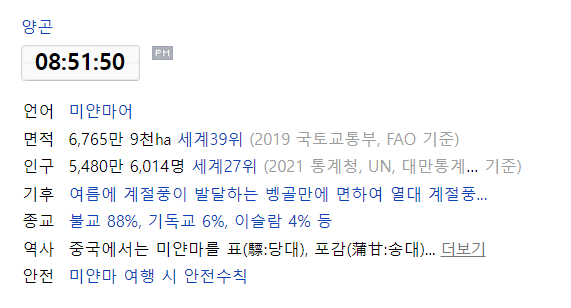 양곤
08:51:50 PM
언어 미얀마어
면적 6,765만 9천ha 세계39위 (2019 국토교통부, FAO 기준)
인구 5,480만 6,014명 세계27위 (2021 통계청, UN, 대만통계... 기준)
기후 여름에 계절풍이 발달하는 벵골만에 면하여 열대 계절풍...
종교 불교 88%, 기독교 6%, 이슬람 4% 등
역사 중국에서는 미얀마를 표(驃:당대), 포감(蒲甘:송대)... 더보기
안전 미얀마 여행 시 안전수칙